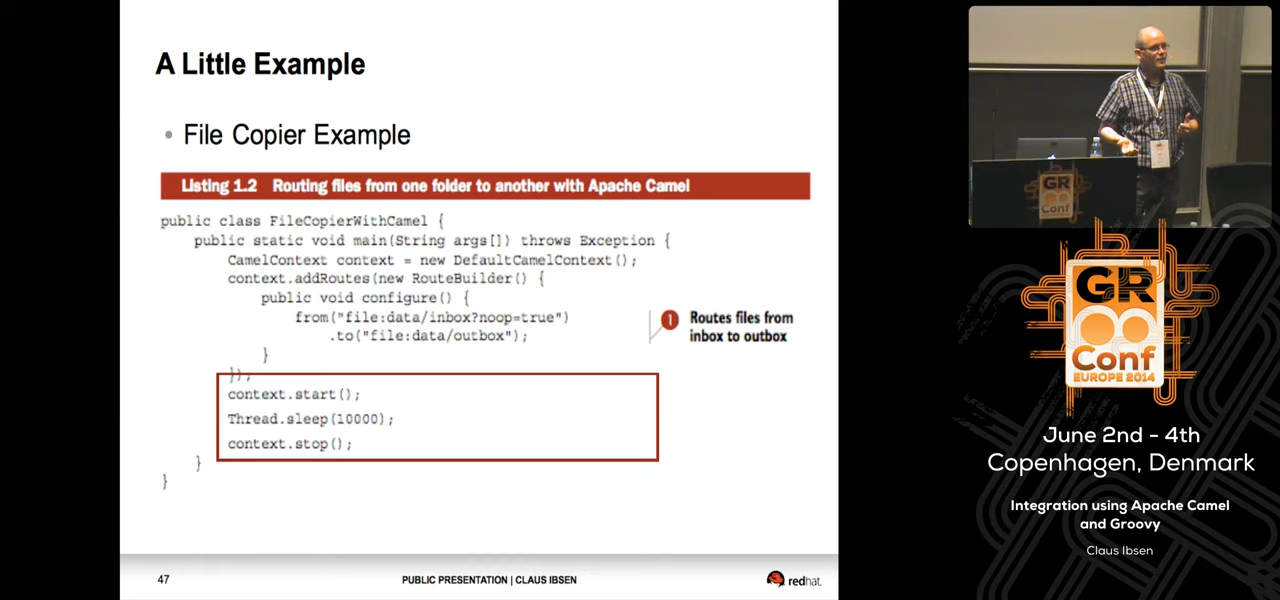 A Little Example
• File Copier Example
Listing 1.2 Routing files from one folder to another with Apache Camel
public class FileCopierWithCamel {
public static void main(String args[]) throws Exception {
CamelContext context = new DefaultCamelContext();
context.addRoutes(new RouteBuilder() {
public void configure() {
from("file:data/inbox?noop=true")
.to("file:data/outbox");
}
});
context.start();
Thread.sleep(10000);
context.stop();
}
}
1 Routes files from
inbox to outbox
47
PUBLIC PRESENTATION | CLAUS IBSEN
redhat.
GR
Conf
GR
Conf
EUROPE 2014
June 2nd - 4th
Copenhagen, Denmark
Integration using Apache Camel
and Groovy
Claus Ibsen